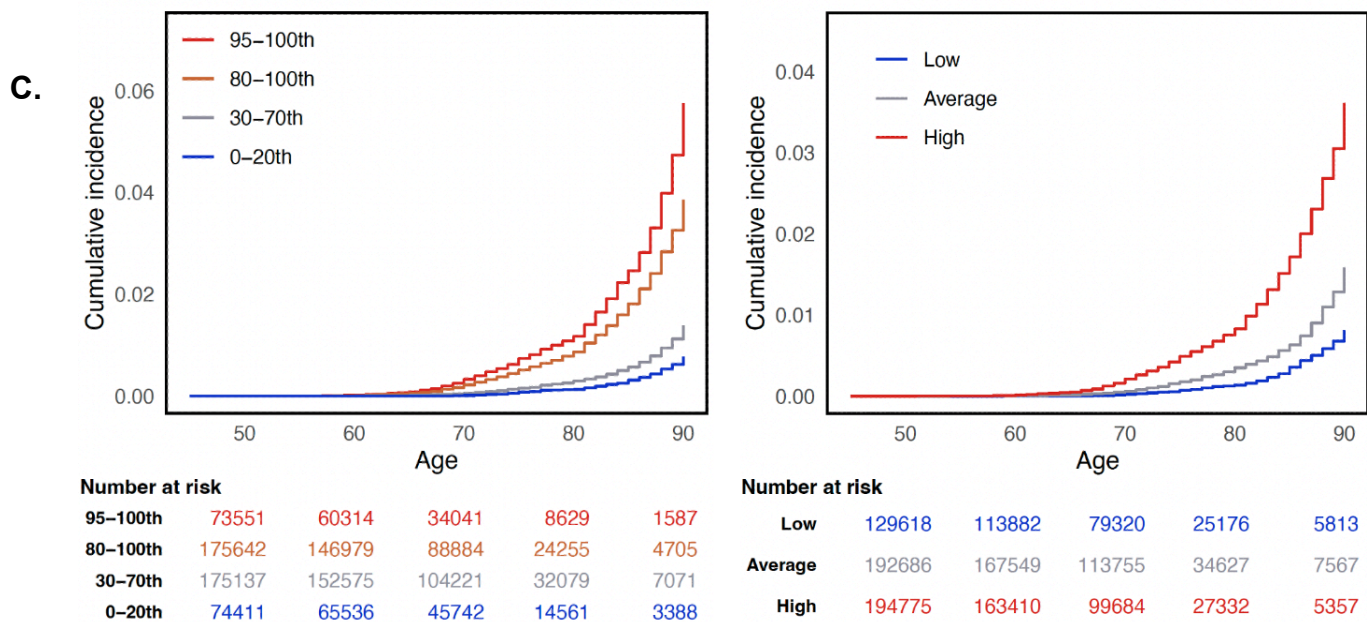 C.
95–100th
80–100th
30–70th
0–20th
Cumulative incidence
0.06
0.04
0.02
0.00
50 60 70 80 90
Age
Number at risk
95–100th 73551 60314 34041 8629 1587
80–100th 175642 146979 88884 24255 4705
30–70th 175137 152575 104221 32079 7071
0–20th 74411 65536 45742 14561 3388
Low
Average
High
Cumulative incidence
0.04
0.03
0.02
0.01
0.00
50 60 70 80 90
Age
Number at risk
Low 129618 113882 79320 25176 5813
Average 192686 167549 113755 34627 7567
High 194775 163410 99684 27332 5357